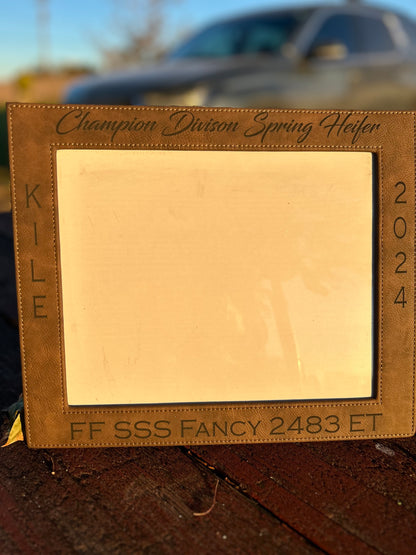 Champion Divison Spring Heifer
KILE
2024
FF SSS FANCY 2483 ET